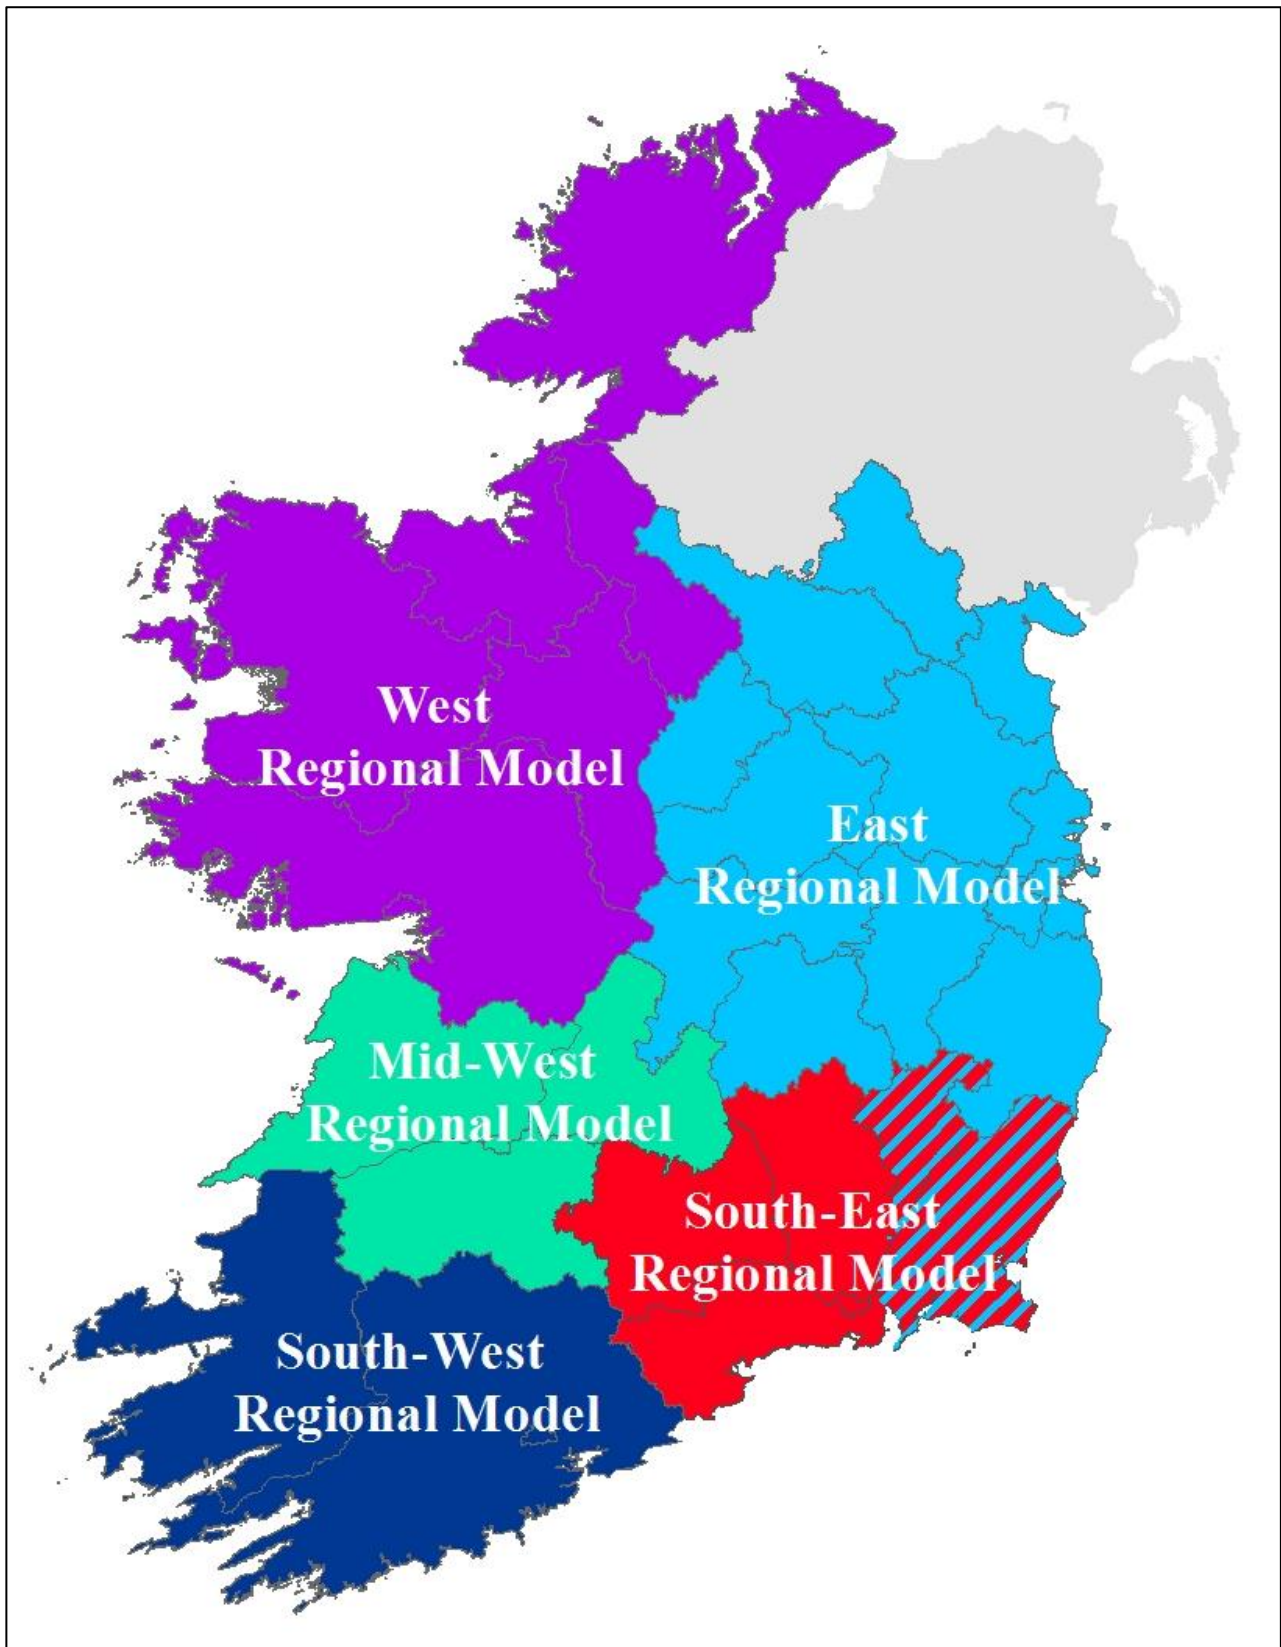 West
Regional Model
East
Regional Model
Mid-West
Regional Model
South-East
Regional Model
South-West
Regional Model